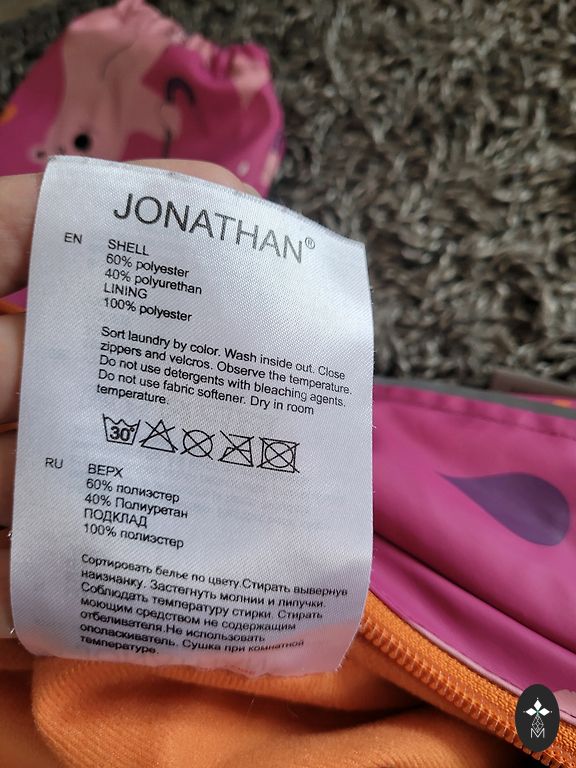 JONATHAN®
EN
SHELL
60% polyester
40% polyurethan
LINING
100% polyester
Sort laundry by color. Wash inside out. Close
zippers and velcros. Observe the temperature.
Do not use detergents with bleaching agents.
Do not use fabric softener. Dry in room
temperature.
30°
RU
ВЕРХ
60% полиэстер
40% Полиуретан
ПОДКЛАД
100% полиэстер
Сортировать белье по цвету.Стирать вывернув
наизнанку. Застегнуть молнии и липучки.
Соблюдать температуру стирки. Стирать
моющим средством не содержащим
отбеливателя.Не использовать
ополаскиватель. Сушка при комнатной
температуре.
M